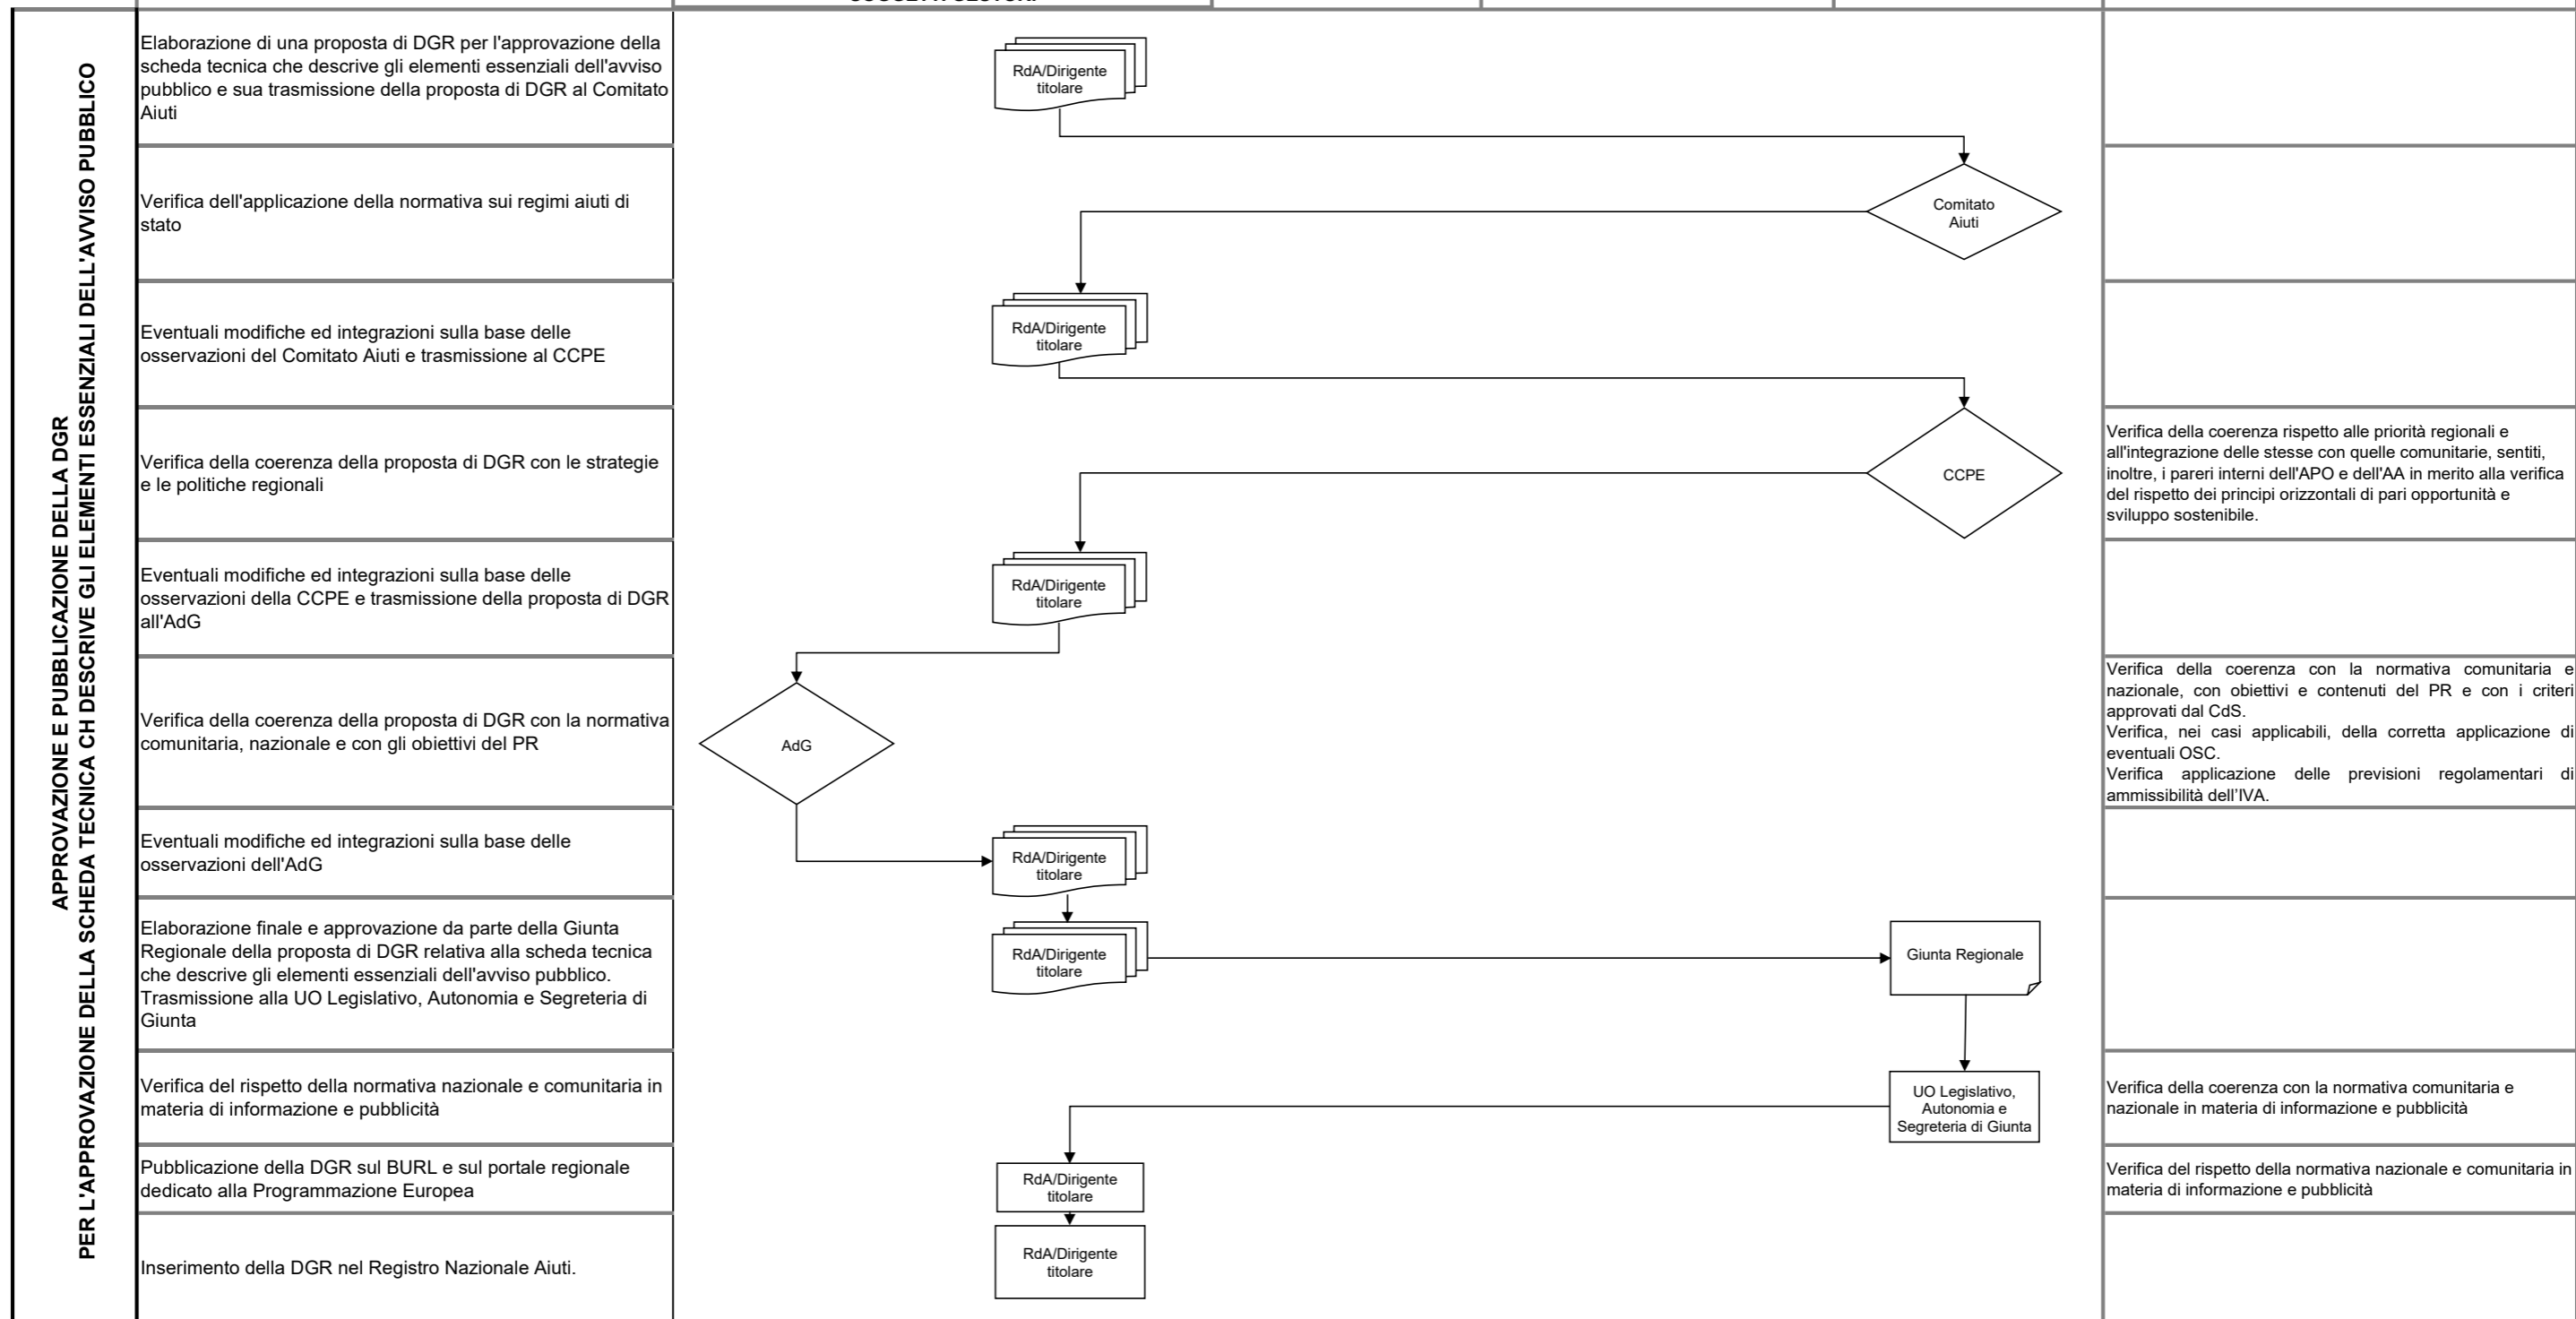 APPROVAZIONE E PUBBLICAZIONE DELLA DGR
PER L'APPROVAZIONE DELLA SCHEDA TECNICA CH DESCRIVE GLI ELEMENTI ESSENZIALI DELL'AVVISO PUBBLICO
Elaborazione di una proposta di DGR per l'approvazione della
scheda tecnica che descrive gli elementi essenziali dell'avviso
pubblico e sua trasmissione della proposta di DGR al Comitato
Aiuti
RdA/Dirigente
titolare
Verifica dell'applicazione della normativa sui regimi aiuti di
stato
Comitato
Aiuti
Eventuali modifiche ed integrazioni sulla base delle
osservazioni del Comitato Aiuti e trasmissione al CCPE
RdA/Dirigente
titolare
Verifica della coerenza della proposta di DGR con le strategie
e le politiche regionali
CCPE
Verifica della coerenza rispetto alle priorità regionali e
all'integrazione delle stesse con quelle comunitarie, sentiti,
inoltre, i pareri interni dell'APO e dell'AA in merito alla verifica
del rispetto dei principi orizzontali di pari opportunità e
sviluppo sostenibile.
Eventuali modifiche ed integrazioni sulla base delle
osservazioni della CCPE e trasmissione della proposta di DGR
all'AdG
RdA/Dirigente
titolare
Verifica della coerenza della proposta di DGR con la normativa
comunitaria, nazionale e con gli obiettivi del PR
AdG
Verifica della coerenza con la normativa comunitaria e
nazionale, con obiettivi e contenuti del PR e con i criteri
approvati dal CdS.
Verifica, nei casi applicabili, della corretta applicazione di
eventuali OSC.
Verifica applicazione delle previsioni regolamentari di
ammissibilità dell'IVA.
Eventuali modifiche ed integrazioni sulla base delle
osservazioni dell'AdG
RdA/Dirigente
titolare
Elaborazione finale e approvazione da parte della Giunta
Regionale della proposta di DGR relativa alla scheda tecnica
che descrive gli elementi essenziali dell'avviso pubblico.
Trasmissione alla UO Legislativo, Autonomia e Segreteria di
Giunta
RdA/Dirigente
titolare
Giunta Regionale
Verifica del rispetto della normativa nazionale e comunitaria in
materia di informazione e pubblicità
UO Legislativo,
Autonomia e
Segreteria di Giunta
Verifica della coerenza con la normativa comunitaria e
nazionale in materia di informazione e pubblicità
Pubblicazione della DGR sul BURL e sul portale regionale
dedicato alla Programmazione Europea
RdA/Dirigente
titolare
Verifica del rispetto della normativa nazionale e comunitaria in
materia di informazione e pubblicità
Inserimento della DGR nel Registro Nazionale Aiuti.
RdA/Dirigente
titolare